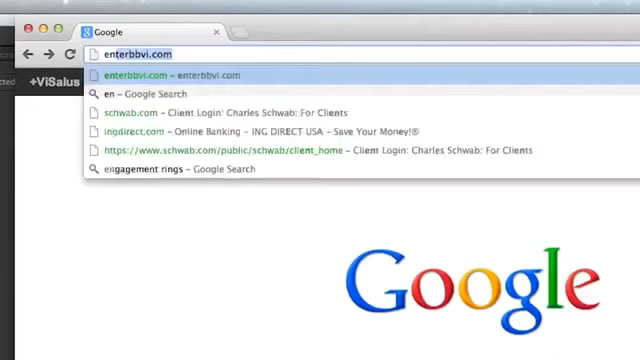 Google
enterbbvi.com
ected
+ViSalus
enterbbvi.com – enterbbvi.com
en – Google Search
schwab.com – Client Login: Charles Schwab: For Clients
ingdirect.com – Online Banking – ING DIRECT USA – Save Your Money!®
https://www.schwab.com/public/schwab/client_home – Client Login: Charles Schwab: For Clients
engagement rings – Google Search
Google